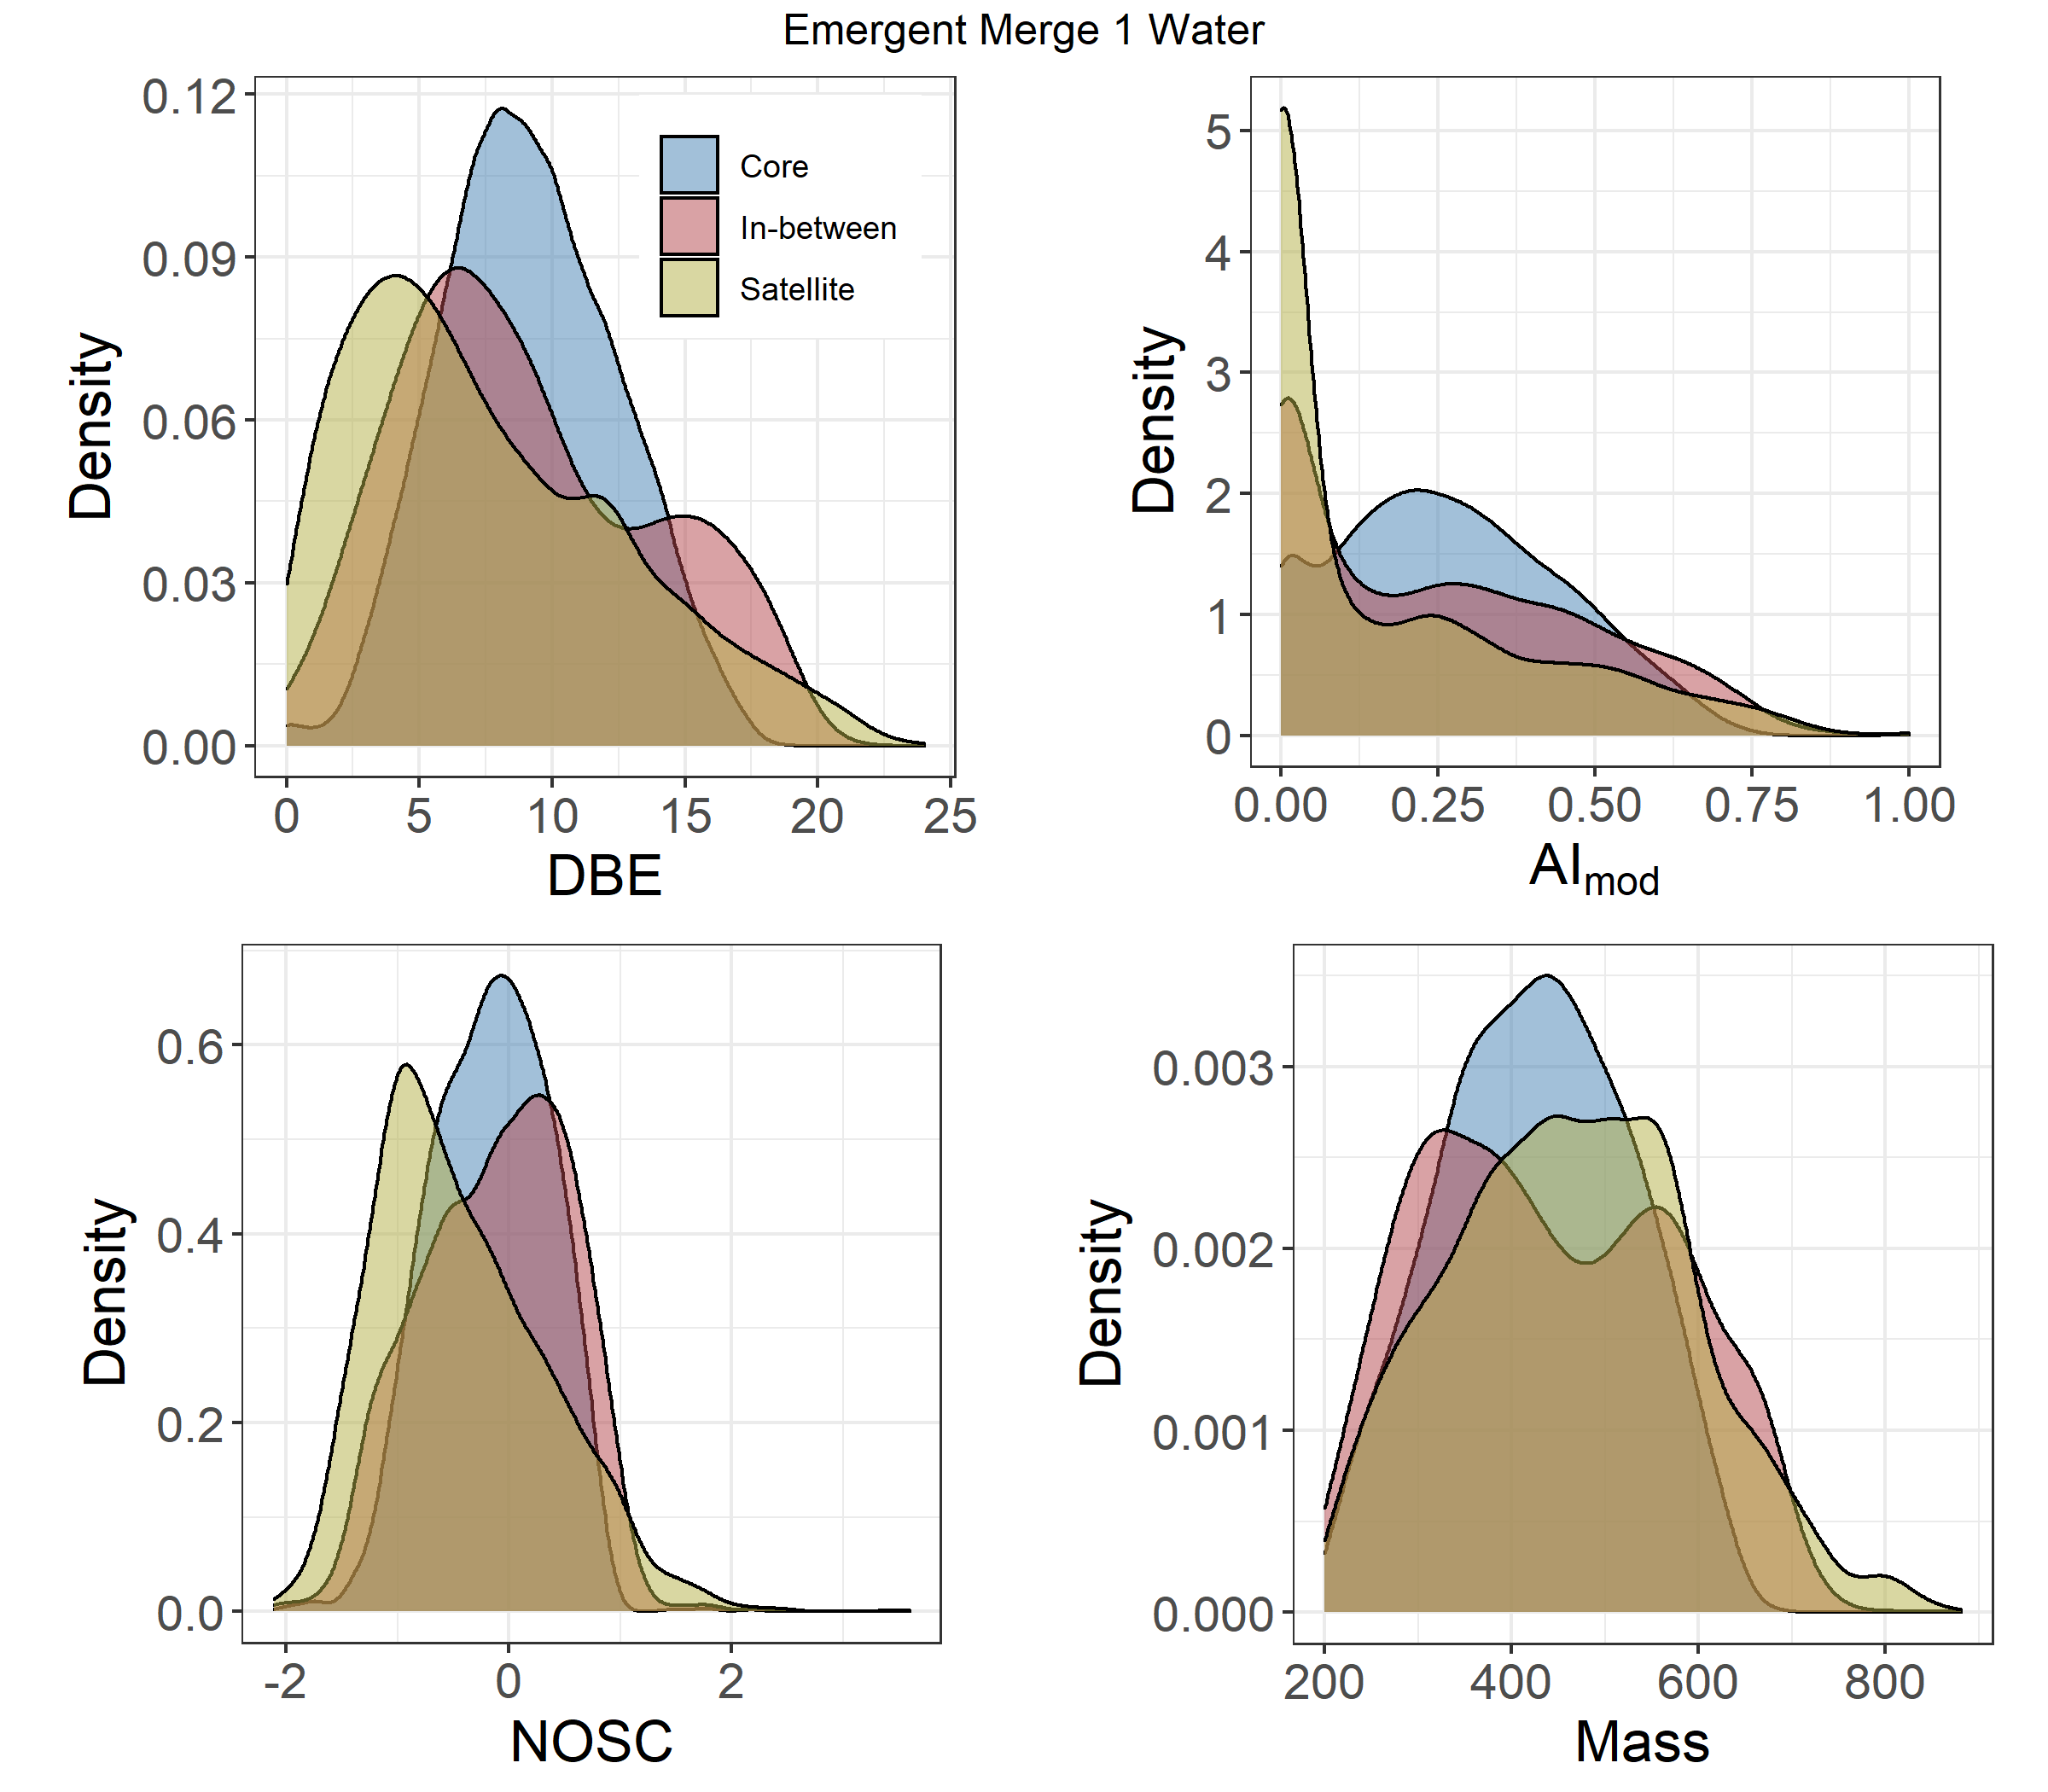 Emergent Merge 1 Water
0.12
0.09
0.06
0.03
0.00
Density
Core
In-between
Satellite
0 5 10 15 20 25
DBE
5
4
3
2
1
0
Density
0.00 0.25 0.50 0.75 1.00
AImod
0.6
0.4
0.2
0.0
Density
-2 0 2
NOSC
0.003
0.002
0.001
0.000
Density
200 400 600 800
Mass